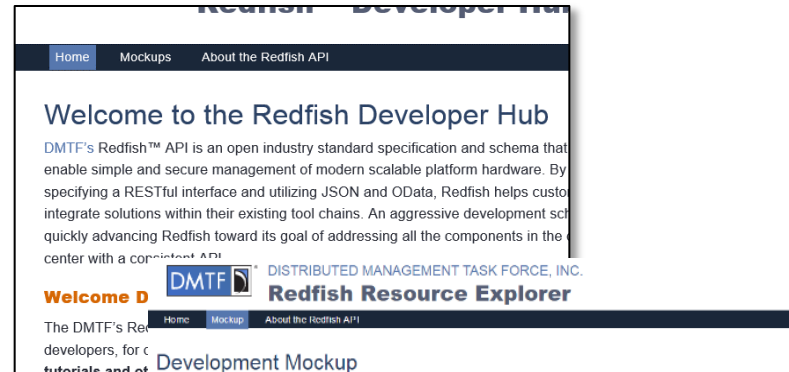 Redfish Developer Hub
Home Mockups About the Redfish API
Welcome to the Redfish Developer Hub
DMTF's Redfish™ API is an open industry standard specification and schema that
enable simple and secure management of modern scalable platform hardware. By
specifying a RESTful interface and utilizing JSON and OData, Redfish helps
integrate solutions within their existing tool chains. An aggressive development
quickly advancing Redfish toward its goal of addressing all the components in the
center with a consistent API
Welcome D
The DMTF's
developers, for
tutorials and
DMTF
DISTRIBUTED MANAGEMENT TASK FORCE, INC.
Redfish Resource Explorer
Home Mockup About the Redfish API
Development Mockup